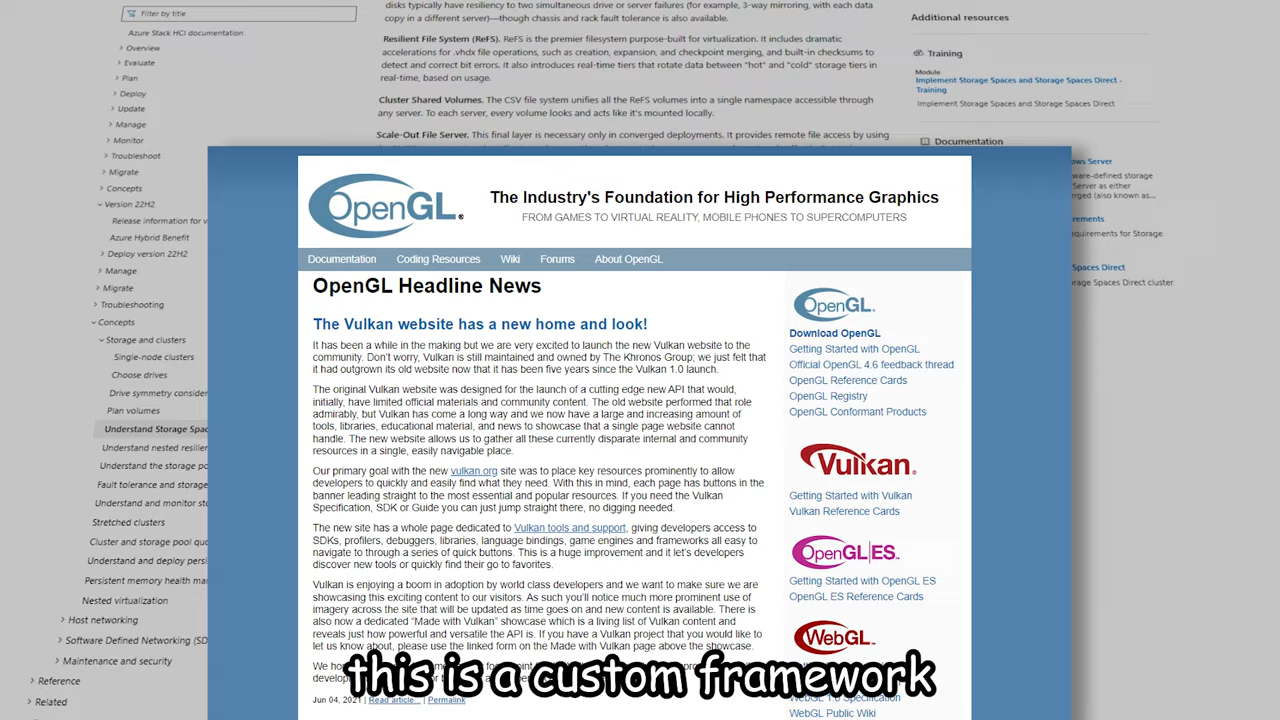 Filter by title
Azure Stack HCI documentation
Overview
Evaluate
Plan
Deploy
Update
Manage
Monitor
Troubleshoot
Migrate
Concepts
Version 22H2
Release information for v
Azure Hybrid Benefit
Deploy version 22H2
Manage
Migrate
Troubleshooting
Concepts
Storage and clusters
Single-node clusters
Choose drives
Drive symmetry consider
Plan volumes
Understand Storage Spac
Understand nested resilien
Understand the storage po
Fault tolerance and storage
Understand and monitor sto
Stretched clusters
Cluster and storage pool quo
Understand and deploy persis
Persistent memory health ma
Nested virtualization
Host networking
Software Defined Networking (SD
Maintenance and security
Reference
Related
disks typically have resiliency to two simultaneous drive or server failures (for example, 3-way mirroring, with each data
copy in a different server)—though chassis and rack fault tolerance is also available.
Resilient File System (ReFS). ReFS is the premier filesystem purpose-built for virtualization. It includes dramatic
accelerations for .vhdx file operations, such as creation, expansion, and checkpoint merging, and built-in checksums to
detect and correct bit errors. It also introduces real-time tiers that rotate data between "hot" and "cold" storage tiers in
real-time, based on usage.
Cluster Shared Volumes. The CSV file system unifies all the ReFS volumes into a single namespace accessible through
any server. To each server, every volume looks and acts like it's mounted locally.
Scale-Out File Server. This final layer is necessary only in converged deployments. It provides remote file access by using
Additional resources
Training
Module
Implement Storage Spaces and Storage Spaces Direct -
Training
Implement Storage Spaces and Storage Spaces Direct
Documentation
ows Server
ware-defined storage
Server as either
erged (also known as...
irements
equirements for Storage
Spaces Direct
rage Spaces Direct cluster
OpenGL®
The Industry's Foundation for High Performance Graphics
FROM GAMES TO VIRTUAL REALITY, MOBILE PHONES TO SUPERCOMPUTERS
Documentation Coding Resources Wiki Forums About OpenGL
OpenGL Headline News
The Vulkan website has a new home and look!
It has been a while in the making but we are very excited to launch the new Vulkan website to the
community. Don't worry, Vulkan is still maintained and owned by The Khronos Group; we just felt that
it had outgrown its old website now that it has been five years since the Vulkan 1.0 launch.
The original Vulkan website was designed for the launch of a cutting edge new API that would,
initially, have limited official materials and community content. The old website performed that role
admirably, but Vulkan has come a long way and we now have a large and increasing amount of
tools, libraries, educational material, and news to showcase that a single page website cannot
handle. The new website allows us to gather all these currently disparate internal and community
resources in a single, easily navigable place.
Our primary goal with the new vulkan.org site was to place key resources prominently to allow
developers to quickly and easily find what they need. With this in mind, each page has buttons in the
banner leading straight to the most essential and popular resources. If you need the Vulkan
Specification, SDK or Guide you can just jump straight there, no digging needed.
The new site has a whole page dedicated to Vulkan tools and support, giving developers access to
SDKs, profilers, debuggers, libraries, language bindings, game engines and frameworks all easy to
navigate to through a series of quick buttons. This is a huge improvement and it let's developers
discover new tools or quickly find their go to favorites.
Vulkan is enjoying a boom in adoption by world class developers and we want to make sure we are
showcasing this exciting content to our visitors. As such you'll notice much more prominent use of
imagery across the site that will be updated as time goes on and new content is available. There is
also now a dedicated "Made with Vulkan" showcase which is a living list of Vulkan content and
reveals just how powerful and versatile the API is. If you have a Vulkan project that you would like to
let us know about, please use the linked form on the Made with Vulkan page above the showcase.
We ho
develop
Jun 04, 2021 | Read article... | Permalink
OpenGL.
Download OpenGL
Getting Started with OpenGL
Official OpenGL 4.6 feedback thread
OpenGL Reference Cards
OpenGL Registry
OpenGL Conformant Products
Vulkan.
Getting Started with Vulkan
Vulkan Reference Cards
OpenGL|ES.
Getting Started with OpenGL ES
OpenGL ES Reference Cards
WebGL.
WebGL 1.0 Specification
WebGL Public Wiki
this is a custom framework